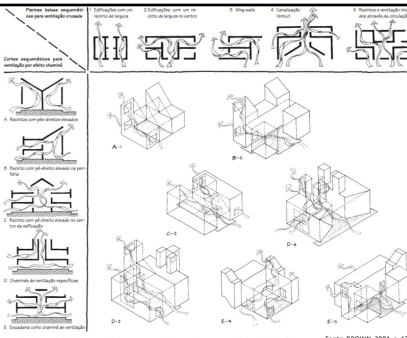 Plantas baixas esquemáti-
cas para ventilação cruzada
Cortes esquemáticos para
ventilação por efeito chaminé
1 Edificações com um
recinto de largura
2 Edificações com um re-
cinto de largura no centro
3 Wing walls
4 Canalização
Venturi
5 Recintos e ventilação
dos através da circulaç
A Recintos com pés-direitos elevados
B Recinto com pé-direito elevado na peri-
feria
C Recinto com pé-direito elevado no cen-
tro da edificação
D Chaminés de ventilação específicas
E Escadaria como chaminé de ventilação
A-1
B-5
C-2
D-4
D-2
E-3
E-5
Fonte: BROWN, 2004, p.